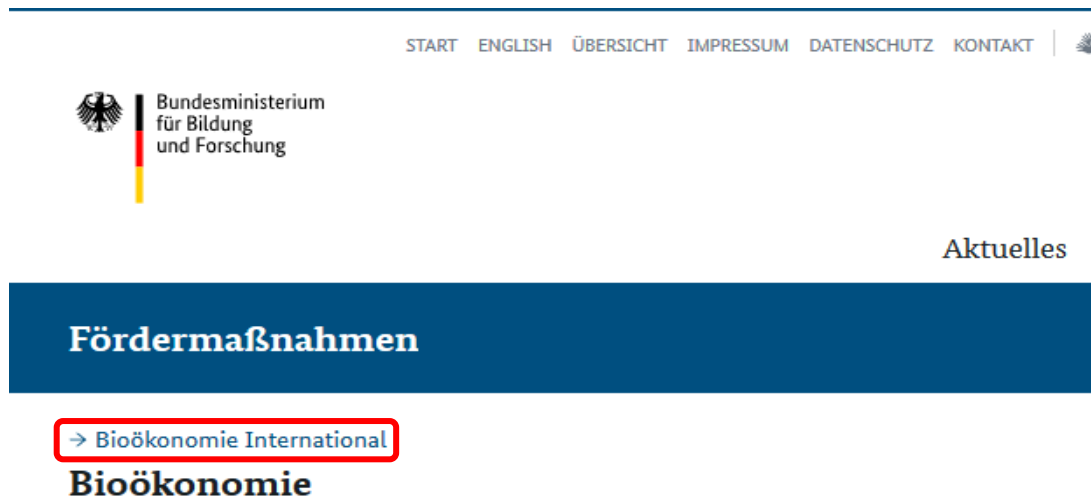 START ENGLISH ÜBERSICHT IMPRESSUM DATENSCHUTZ KONTAKT
Bundesministerium
für Bildung
und Forschung
Aktuelles
Fördermaßnahmen
→ Bioökonomie International
Bioökonomie